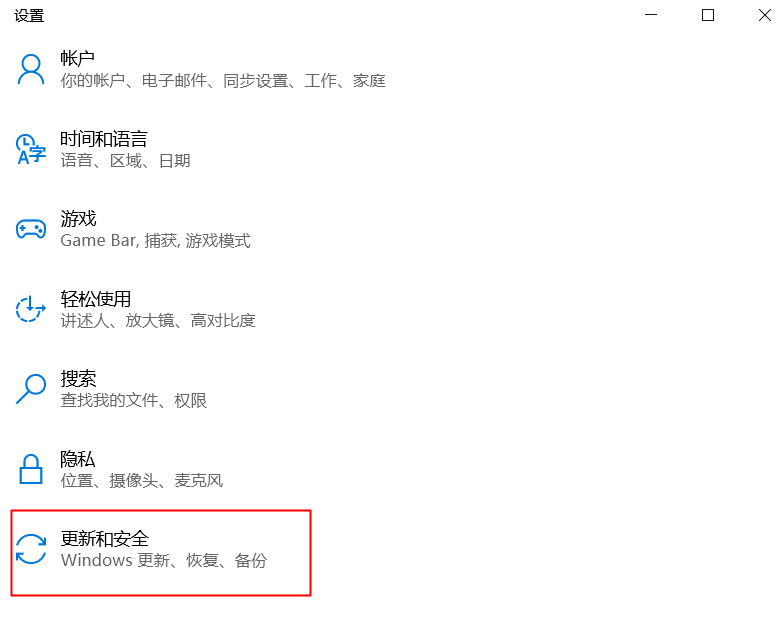 设置
帐户
你的帐户、电子邮件、同步设置、工作、家庭
时间和语言
语音、区域、日期
游戏
Game Bar, 捕获, 游戏模式
轻松使用
讲述人、放大镜、高对比度
搜索
查找我的文件、权限
隐私
位置、摄像头、麦克风
更新和安全
Windows 更新、恢复、备份